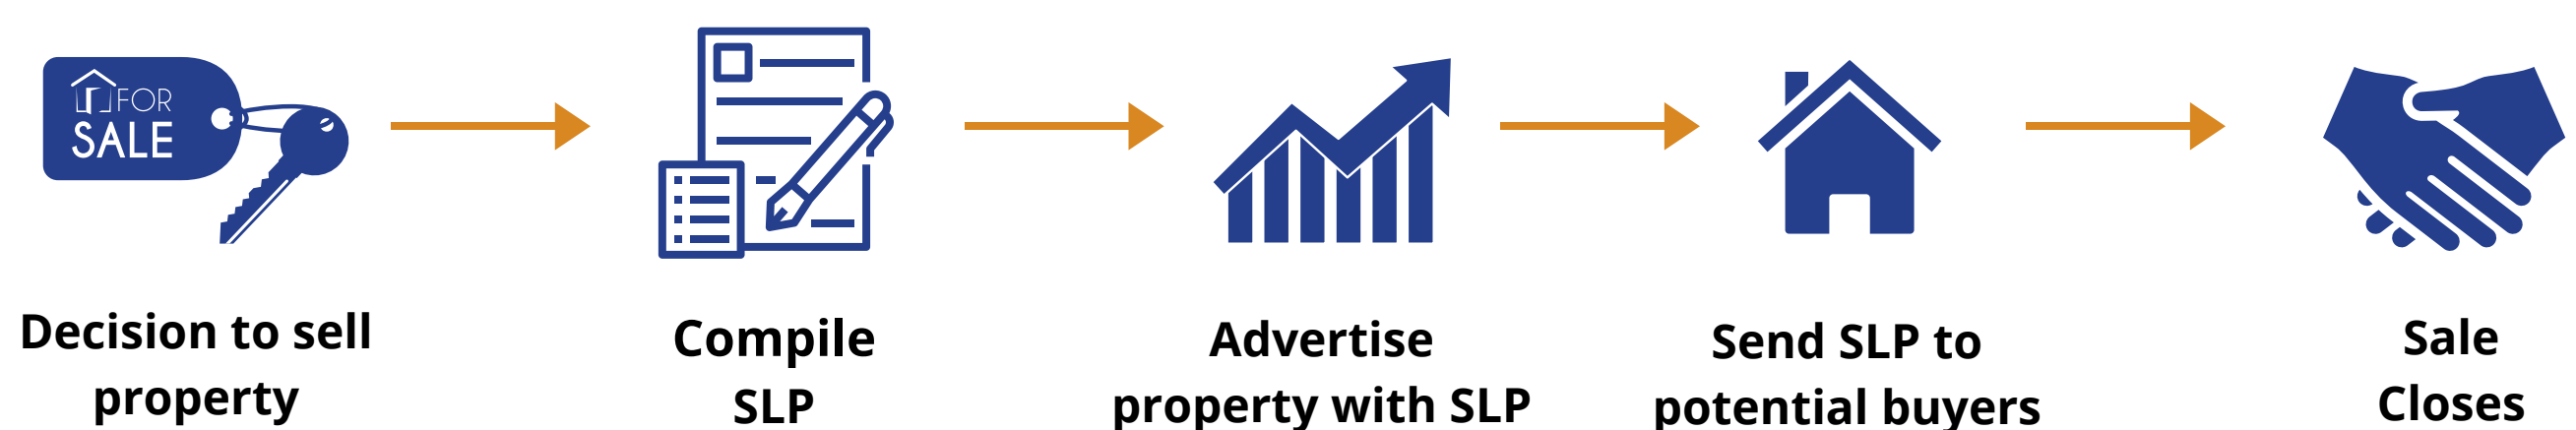 FOR
SALE
Decision to sell
property
Compile
SLP
Advertise
property with SLP
Send SLP to
potential buyers
Sale
Closes